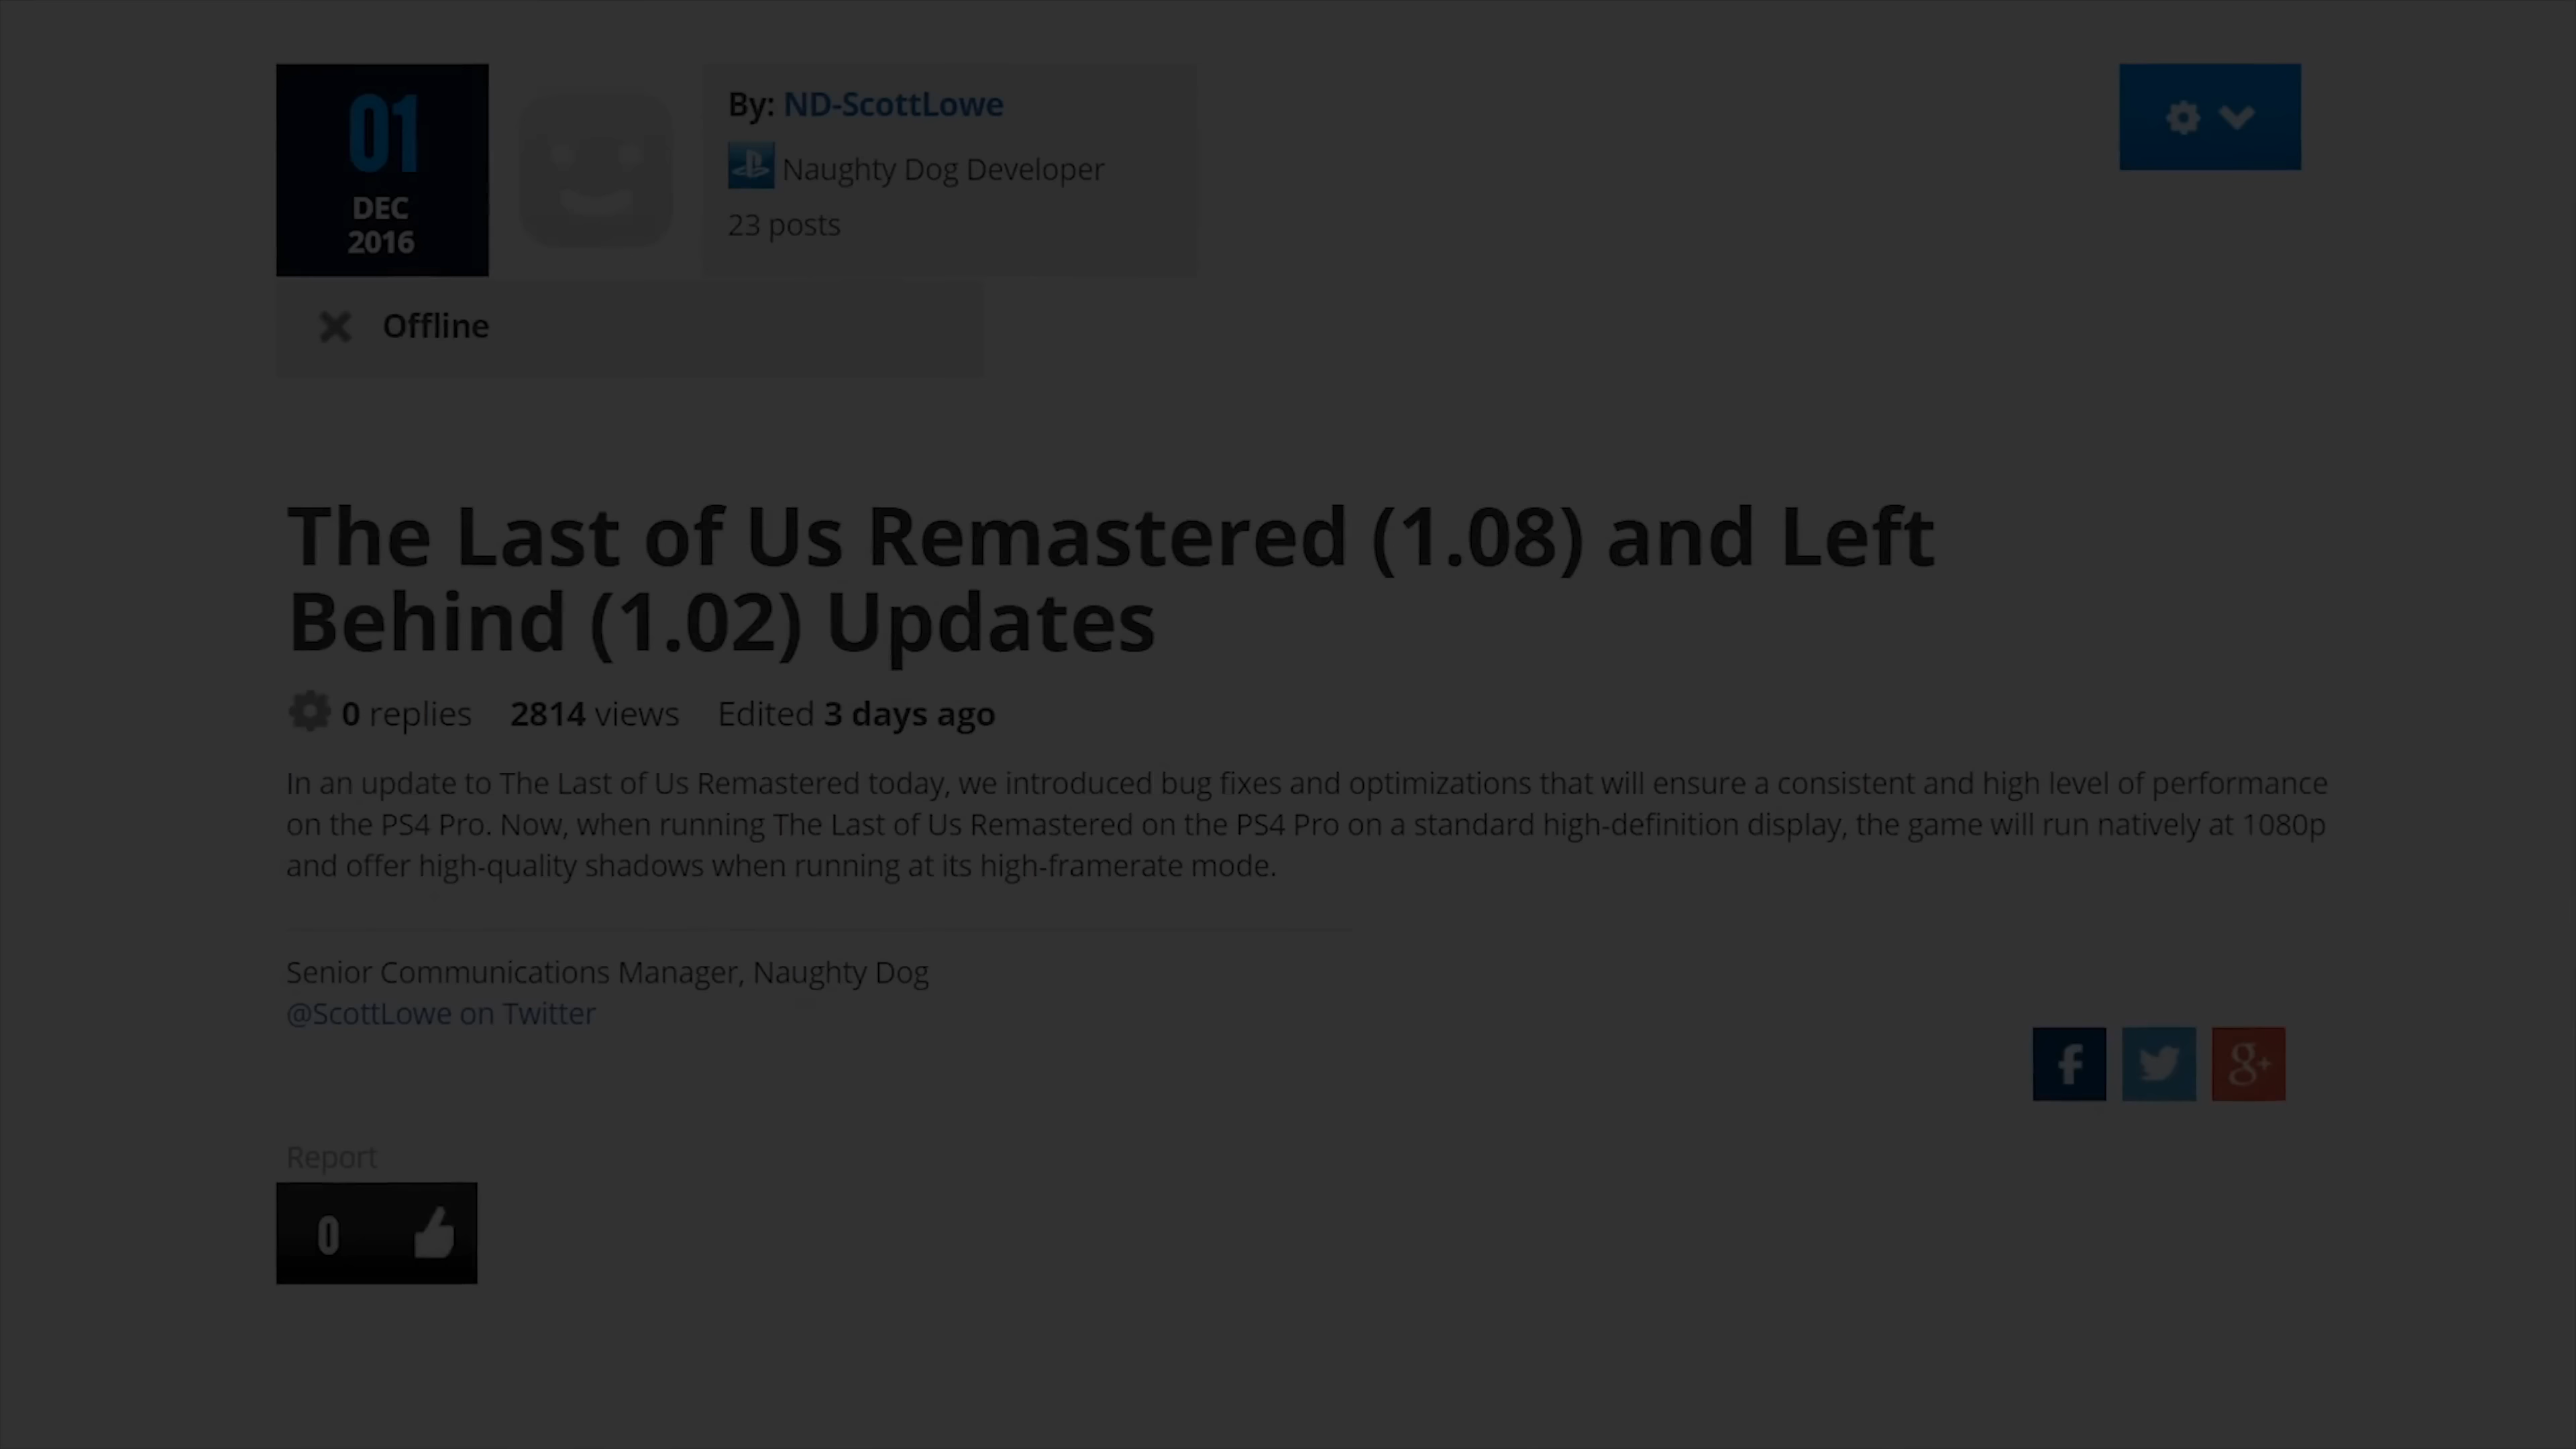 01
DEC
2016
By: ND-ScottLowe
Naughty Dog Developer
23 posts
Offline
The Last of Us Remastered (1.08) and Left
Behind (1.02) Updates
0 replies 2814 views Edited 3 days ago
In an update to The Last of Us Remastered today, we introduced bug fixes and optimizations that will ensure a consistent and high level of performance
on the PS4 Pro. Now, when running The Last of Us Remastered on the PS4 Pro on a standard high-definition display, the game will run natively at 1080p
and offer high-quality shadows when running at its high-framerate mode.
Senior Communications Manager, Naughty Dog
@ScottLowe on Twitter
f g+
Report
0